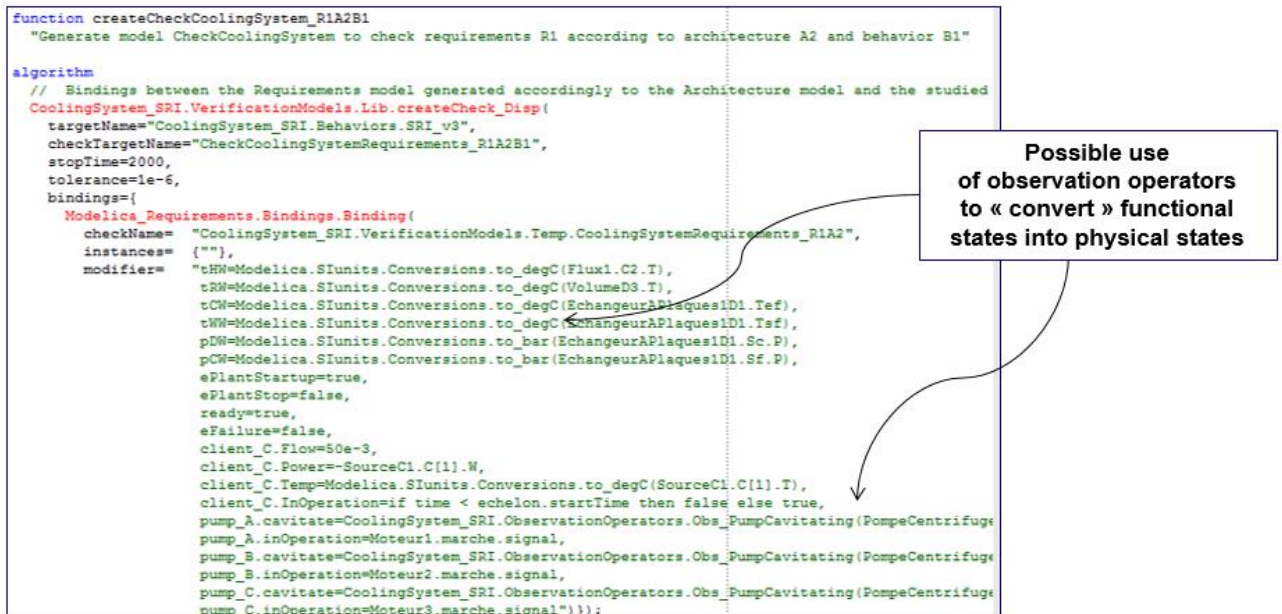 function createCheckCoolingSystem_R1A2B1
"Generate model CheckCoolingSystem to check requirements R1 according to architecture A2 and behavior B1"
algorithm
// Bindings between the Requirements model generated accordingly to the Architecture model and the studied
CoolingSystem_SRI.VerificationModels.Lib.createCheck_Disp(
targetName="CoolingSystem_SRI.Behaviors.SRI_v3",
checkTargetName="CheckCoolingSystemRequirements_R1A2B1",
stopTime=2000,
tolerance=1e-6,
bindings={
Modelica_Requirements.Bindings.Binding(
checkName= "CoolingSystem_SRI.VerificationModels.Temp.CoolingSystemRequirements_R1A2",
instances= {""},
modifier= "tHW=Modelica.SIunits.Conversions.to_degC(Flux1.C2.T),
tRW=Modelica.SIunits.Conversions.to_degC(VolumeD3.T),
tCW=Modelica.SIunits.Conversions.to_degC(EchangeurAPlaques1D1.Tef),
tWW=Modelica.SIunits.Conversions.to_degC(EchangeurAPlaques1D1.Tsf),
pDW=Modelica.SIunits.Conversions.to_bar(EchangeurAPlaques1D1.Sc.P),
pCW=Modelica.SIunits.Conversions.to_bar(EchangeurAPlaques1D1.Sf.P),
ePlantStartup=true,
ePlantStop=false,
ready=true,
eFailure=false,
client_C.Flow=50e-3,
client_C.Power=-SourceC1.C[1].W,
client_C.Temp=Modelica.SIunits.Conversions.to_degC(SourceC1.C[1].T),
client_C.InOperation=if time < echelon.startTime then false else true,
pump_A.cavitate=CoolingSystem_SRI.ObservationOperators.Obs_PumpCavitating(PompeCentrifuge
pump_A.inOperation=Moteur1.marche.signal,
pump_B.cavitate=CoolingSystem_SRI.ObservationOperators.Obs_PumpCavitating(PompeCentrifuge
pump_B.inOperation=Moteur2.marche.signal,
pump_C.cavitate=CoolingSystem_SRI.ObservationOperators.Obs_PumpCavitating(PompeCentrifuge
pump_C.inOperation=Moteur3.marche.signal")});
Possible use
of observation operators
to « convert » functional
states into physical states